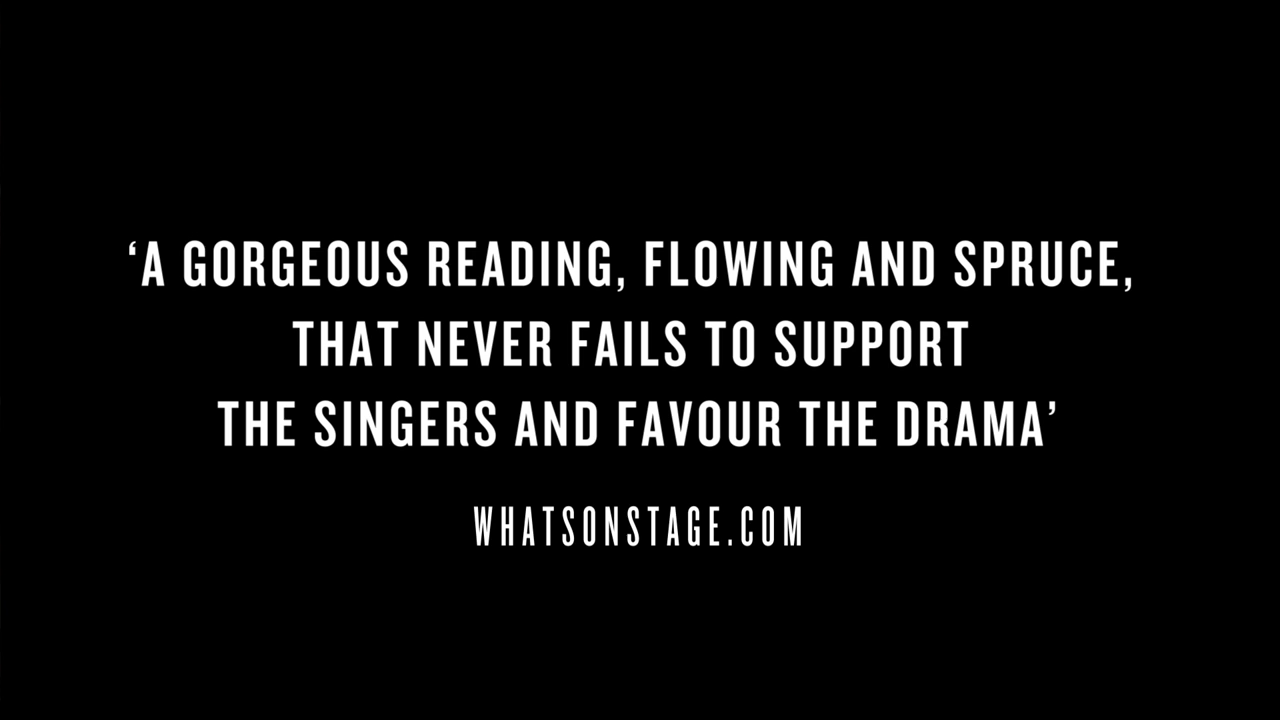 ‘A GORGEOUS READING, FLOWING AND SPRUCE,
THAT NEVER FAILS TO SUPPORT
THE SINGERS AND FAVOUR THE DRAMA’
WHATSONSTAGE.COM